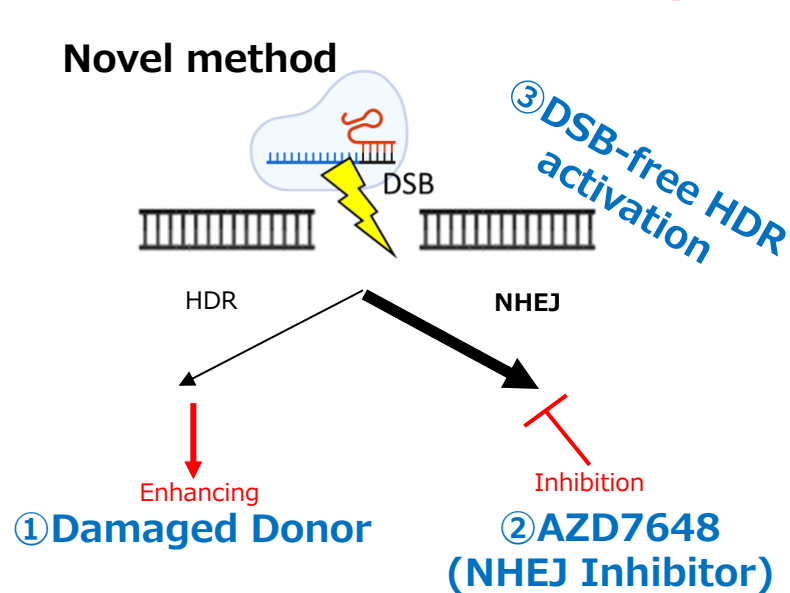 Novel method
③DSB-free HDR
activation
DSB
HDR
NHEJ
Enhancing
①Damaged Donor
Inhibition
②AZD7648
(NHEJ Inhibitor)